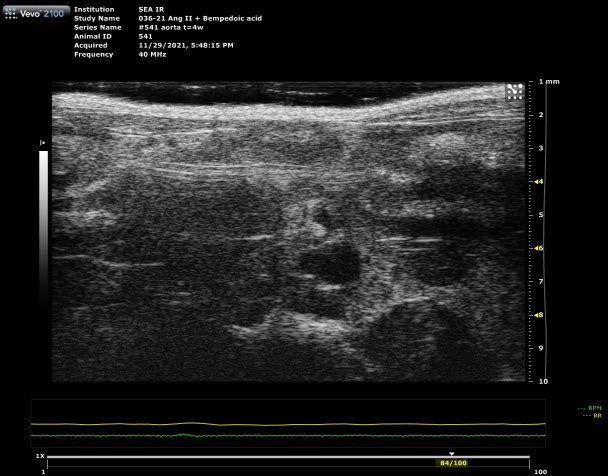 Vevo 2100
Institution SEA IR
Study Name 036-21 Ang II + Bempedoic acid
Series Name #541 aorta t=4w
Animal ID 541
Acquired 11/29/2021, 5:48:15 PM
Frequency 40 MHz
1 mm
2
3
4
5
6
7
8
9
10
BPM
RR
1X
84/100
1 100